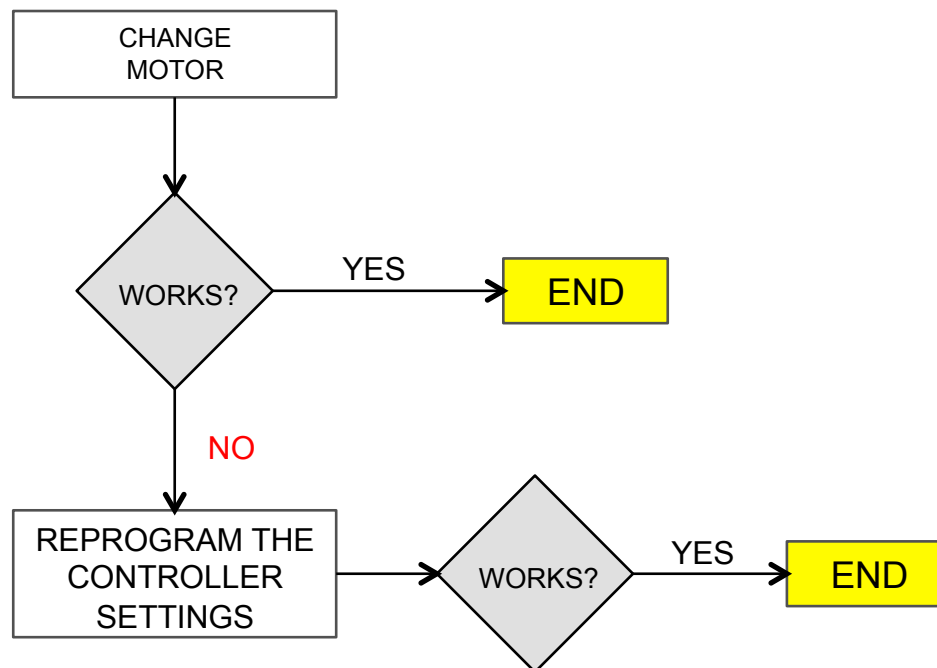 CHANGE
MOTOR
WORKS?
YES
END
NO
REPROGRAM THE
CONTROLLER
SETTINGS
WORKS?
YES
END